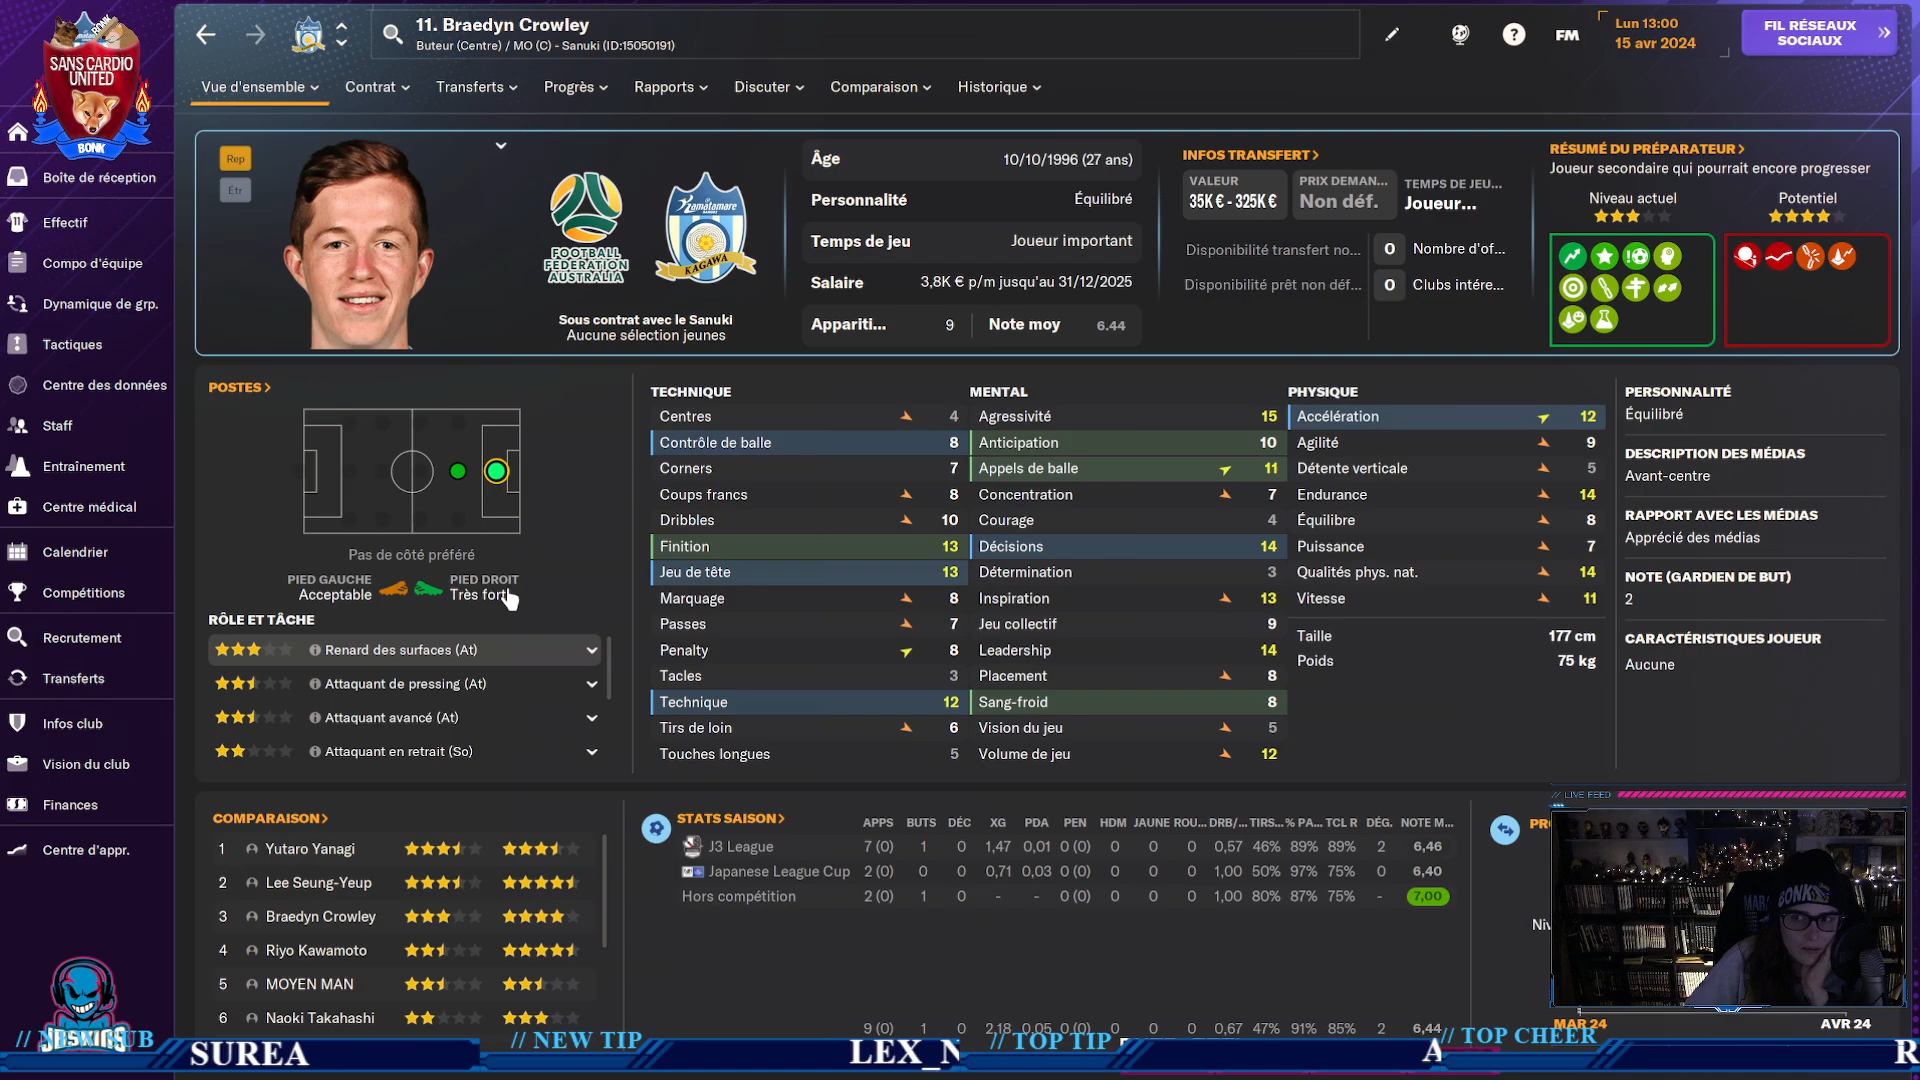 SANS CARDIO
UNITED
BONK
11. Braedyn Crowley
Buteur (Centre) / MO (C) - Sanuki (ID:15050191)
FM
Lun 13:00
15 avr 2024
FIL RÉSEAUX
SOCIAUX
Vue d'ensemble
Contrat
Transferts
Progrès
Rapports
Discuter
Comparaison
Historique
Boîte de réception
Effectif
Compo d'équipe
Dynamique de grp.
Tactiques
Centre des données
Staff
Entraînement
Centre médical
Calendrier
Compétitions
Recrutement
Transferts
Infos club
Vision du club
Finances
Centre d'appr.
Rep
Étr
FOOTBALL
FEDERATION
AUSTRALIA
Kamatamare
KAGAWA
Sous contrat avec le Sanuki
Aucune sélection jeunes
Âge 10/10/1996 (27 ans)
Personnalité Équilibré
Temps de jeu Joueur important
Salaire 3,8K € p/m jusqu'au 31/12/2025
Appariti... 9 Note moy 6.44
INFOS TRANSFERT>
VALEUR
35K € - 325K €
PRIX DEMAN...
Non déf.
TEMPS DE JEU...
Joueur...
Disponibilité transfert no... 0 Nombre d'of...
Disponibilité prêt non déf... 0 Clubs intére...
RÉSUMÉ DU PRÉPARATEUR>
Joueur secondaire qui pourrait encore progresser
Niveau actuel
Potentiel
POSTES>
Pas de côté préféré
PIED GAUCHE
Acceptable
PIED DROIT
Très fort
RÔLE ET TÂCHE
Renard des surfaces (At)
Attaquant de pressing (At)
Attaquant avancé (At)
Attaquant en retrait (So)
TECHNIQUE
Centres 4
Contrôle de balle 8
Corners 7
Coups francs 8
Dribbles 10
Finition 13
Jeu de tête 13
Marquage 8
Passes 7
Penalty 8
Tacles 3
Technique 12
Tirs de loin 6
Touches longues 5
MENTAL
Agressivité 15
Anticipation 10
Appels de balle 11
Concentration 7
Courage 4
Décisions 14
Détermination 3
Inspiration 13
Jeu collectif 9
Leadership 14
Placement 8
Sang-froid 8
Vision du jeu 5
Volume de jeu 12
PHYSIQUE
Accélération 12
Agilité 9
Détente verticale 5
Endurance 14
Équilibre 8
Puissance 7
Qualités phys. nat. 14
Vitesse 11
Taille 177 cm
Poids 75 kg
PERSONNALITÉ
Équilibré
DESCRIPTION DES MÉDIAS
Avant-centre
RAPPORT AVEC LES MÉDIAS
Apprécié des médias
NOTE (GARDIEN DE BUT)
2
CARACTÉRISTIQUES JOUEUR
Aucune
COMPARAISON>
1 Yutaro Yanagi
2 Lee Seung-Yeup
3 Braedyn Crowley
4 Riyo Kawamoto
5 MOYEN MAN
6 Naoki Takahashi
STATS SAISON> APPS BUTS DÉC XG PDA PEN HDM JAUNE ROU... DRB/... TIRS... % PA... TCL R DÉG. NOTE M...
J3 League 7 (0) 1 0 1,47 0,01 0 (0) 0 0 0 0,57 46% 89% 89% 2 6,46
Japanese League Cup 2 (0) 0 0 0,71 0,03 0 (0) 0 0 0 1,00 50% 97% 75% 0 6,40
Hors compétition 2 (0) 1 0 - - 0 (0) 0 0 0 1,00 80% 87% 75% - 7,00
9 (0) 1 0 2,18 0,05 0 (0) 0 0 0 0,67 47% 91% 85% 2 6,44
// LIVE FEED
BONK
MAR 24
AVR 24
// NEW TIP
// TOP TIP
// TOP CHEER
SUREA
LEX_N
A
R